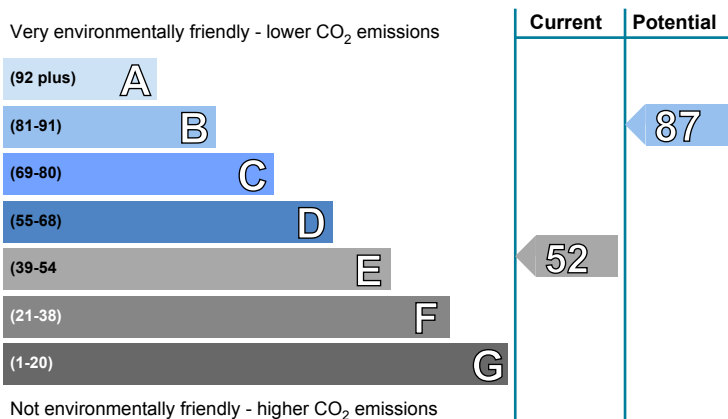 Current Potential
Very environmentally friendly - lower CO2 emissions
(92 plus) A
(81-91) B
87
(69-80) C
(55-68) D
(39-54 E
52
(21-38) F
(1-20) G
Not environmentally friendly - higher CO2 emissions